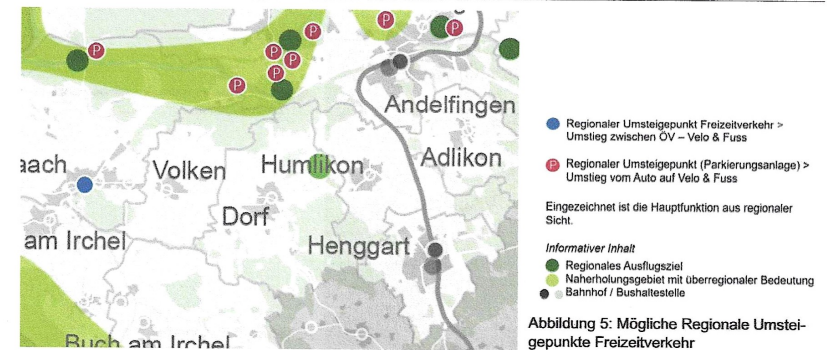 P
P
P
P
P
P
P
P
Andelfingen
aach
Volken
Humlikon
Adlikon
Dorf
am Irchel
Henggart
Buch am Irchel
Regionaler Umsteigepunkt Freizeitverkehr >
Umstieg zwischen ÖV – Velo & Fuss
P Regionaler Umsteigepunkt (Parkierungsanlage) >
Umstieg vom Auto auf Velo & Fuss
Eingezeichnet ist die Hauptfunktion aus regionaler
Sicht.
Informativer Inhalt
Regionales Ausflugsziel
Naherholungsgebiet mit überregionaler Bedeutung
Bahnhof / Bushaltestelle
Abbildung 5: Mögliche Regionale Umstei-
gepunkte Freizeitverkehr